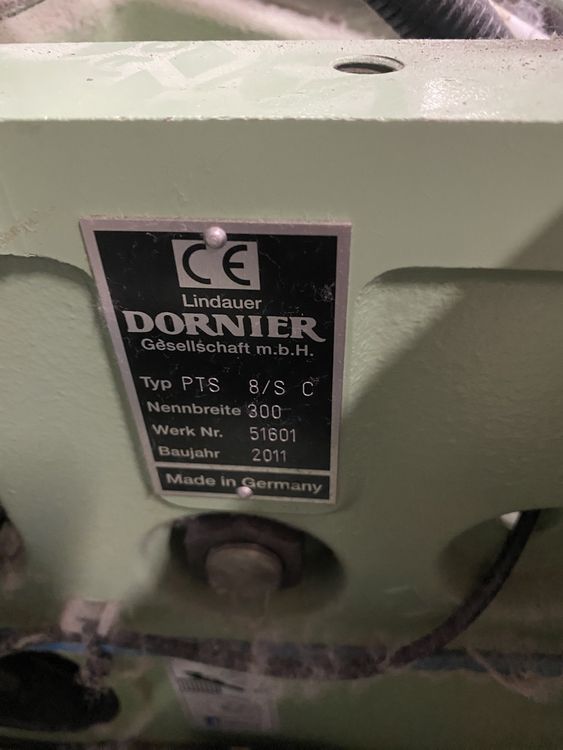 CE
Lindauer
DORNIER
Gesellschaft m.b.H.
Typ PTS 8/S C
Nennbreite 300
Werk Nr. 51601
Baujahr 2011
Made in Germany